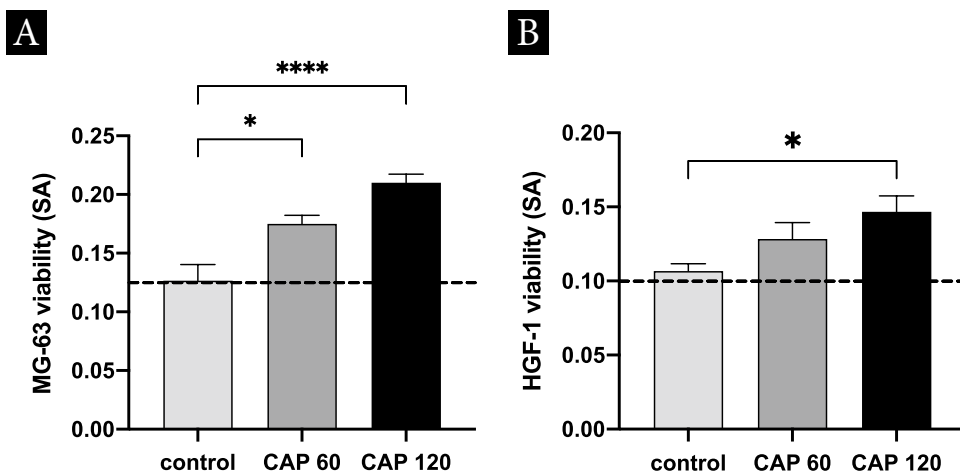 A
****
*
MG-63 viability (SA)
0.25
0.20
0.15
0.10
0.05
0.00
control CAP 60 CAP 120
B
*
HGF-1 viability (SA)
0.20
0.15
0.10
0.05
0.00
control CAP 60 CAP 120